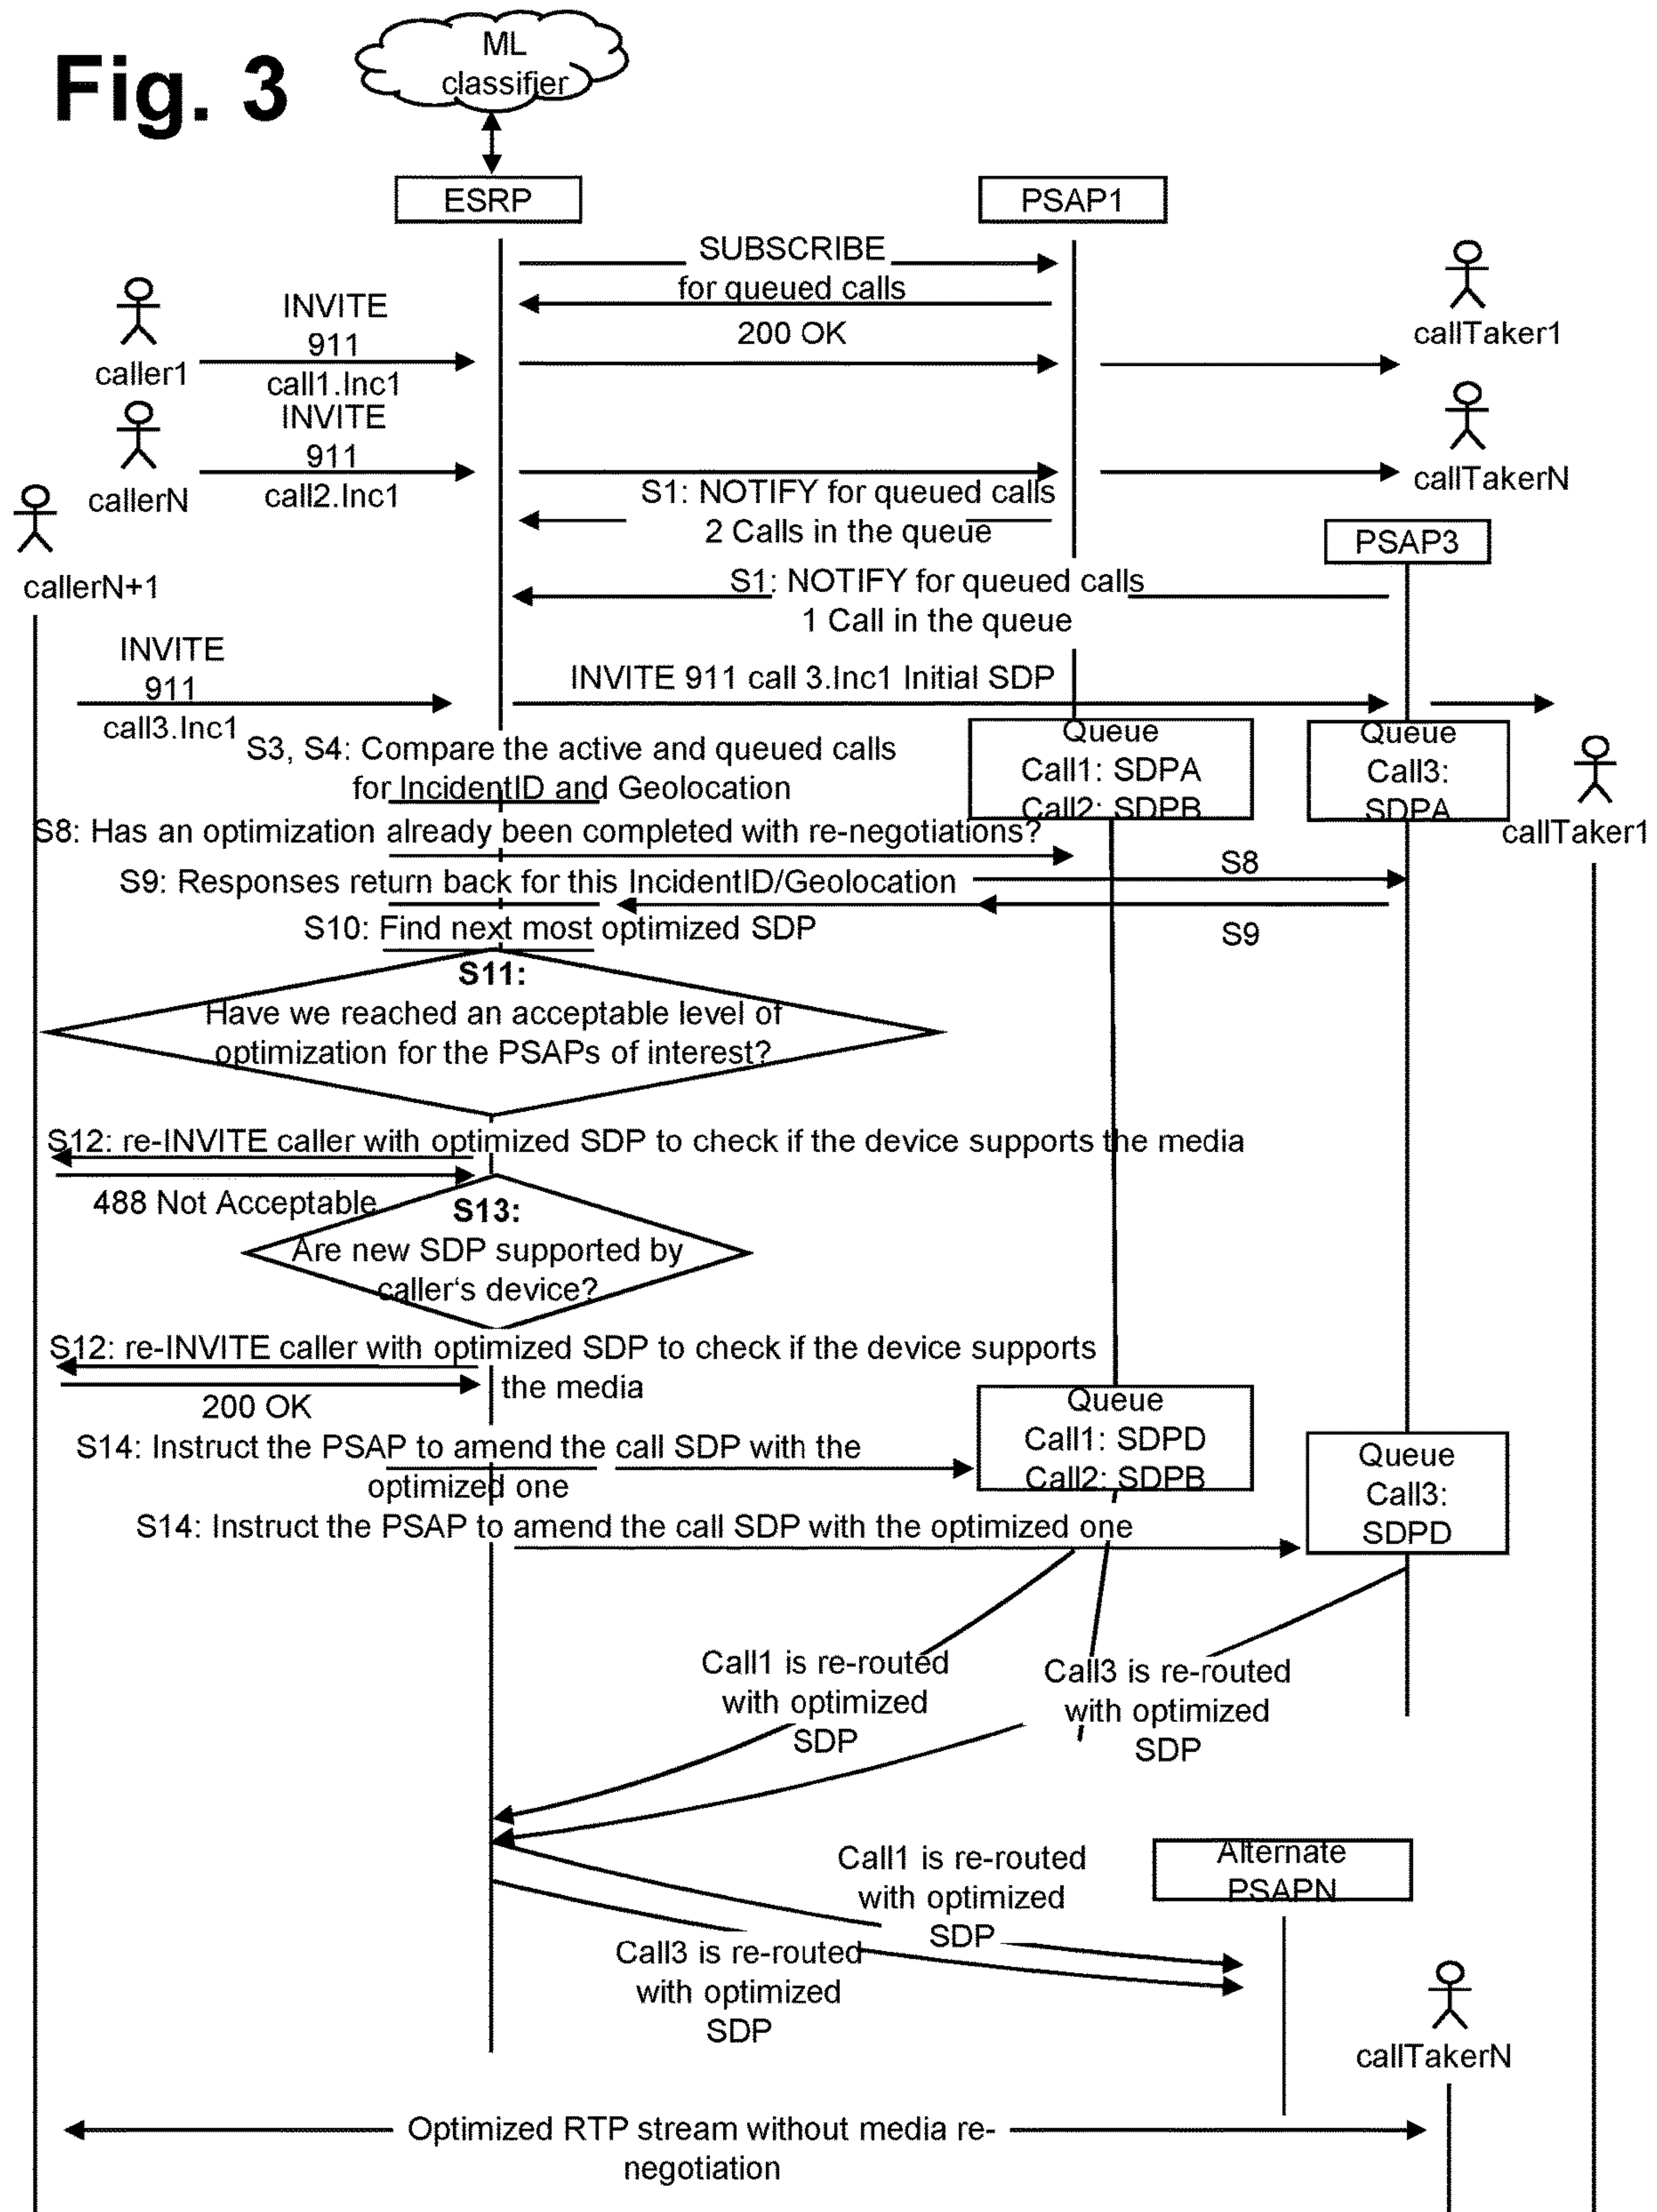 Fig. 3
ML
classifier
ESRP
PSAP1
SUBSCRIBE
for queued calls
200 OK
INVITE
911
call1.Inc1
caller1
callTaker1
INVITE
911
call2.Inc1
callerN
callTakerN
S1: NOTIFY for queued calls
2 Calls in the queue
PSAP3
callerN+1
S1: NOTIFY for queued calls
1 Call in the queue
INVITE
911
call3.Inc1
INVITE 911 call 3.Inc1 Initial SDP
Queue
Call1: SDPA
Call2: SDPB
Queue
Call3:
SDPA
callTaker1
S3, S4: Compare the active and queued calls
for IncidentID and Geolocation
S8: Has an optimization already been completed with re-negotiations?
S8
S9: Responses return back for this IncidentID/Geolocation
S9
S10: Find next most optimized SDP
S11:
Have we reached an acceptable level of
optimization for the PSAPs of interest?
S12: re-INVITE caller with optimized SDP to check if the device supports the media
488 Not Acceptable
S13:
Are new SDP supported by
caller‘s device?
S12: re-INVITE caller with optimized SDP to check if the device supports
the media
200 OK
Queue
Call1: SDPD
Call2: SDPB
S14: Instruct the PSAP to amend the call SDP with the
optimized one
Queue
Call3:
SDPD
S14: Instruct the PSAP to amend the call SDP with the optimized one
Call1 is re-routed
with optimized
SDP
Call3 is re-routed
with optimized
SDP
Call1 is re-routed
with optimized
SDP
Alternate
PSAPN
Call3 is re-routed
with optimized
SDP
callTakerN
Optimized RTP stream without media re-
negotiation